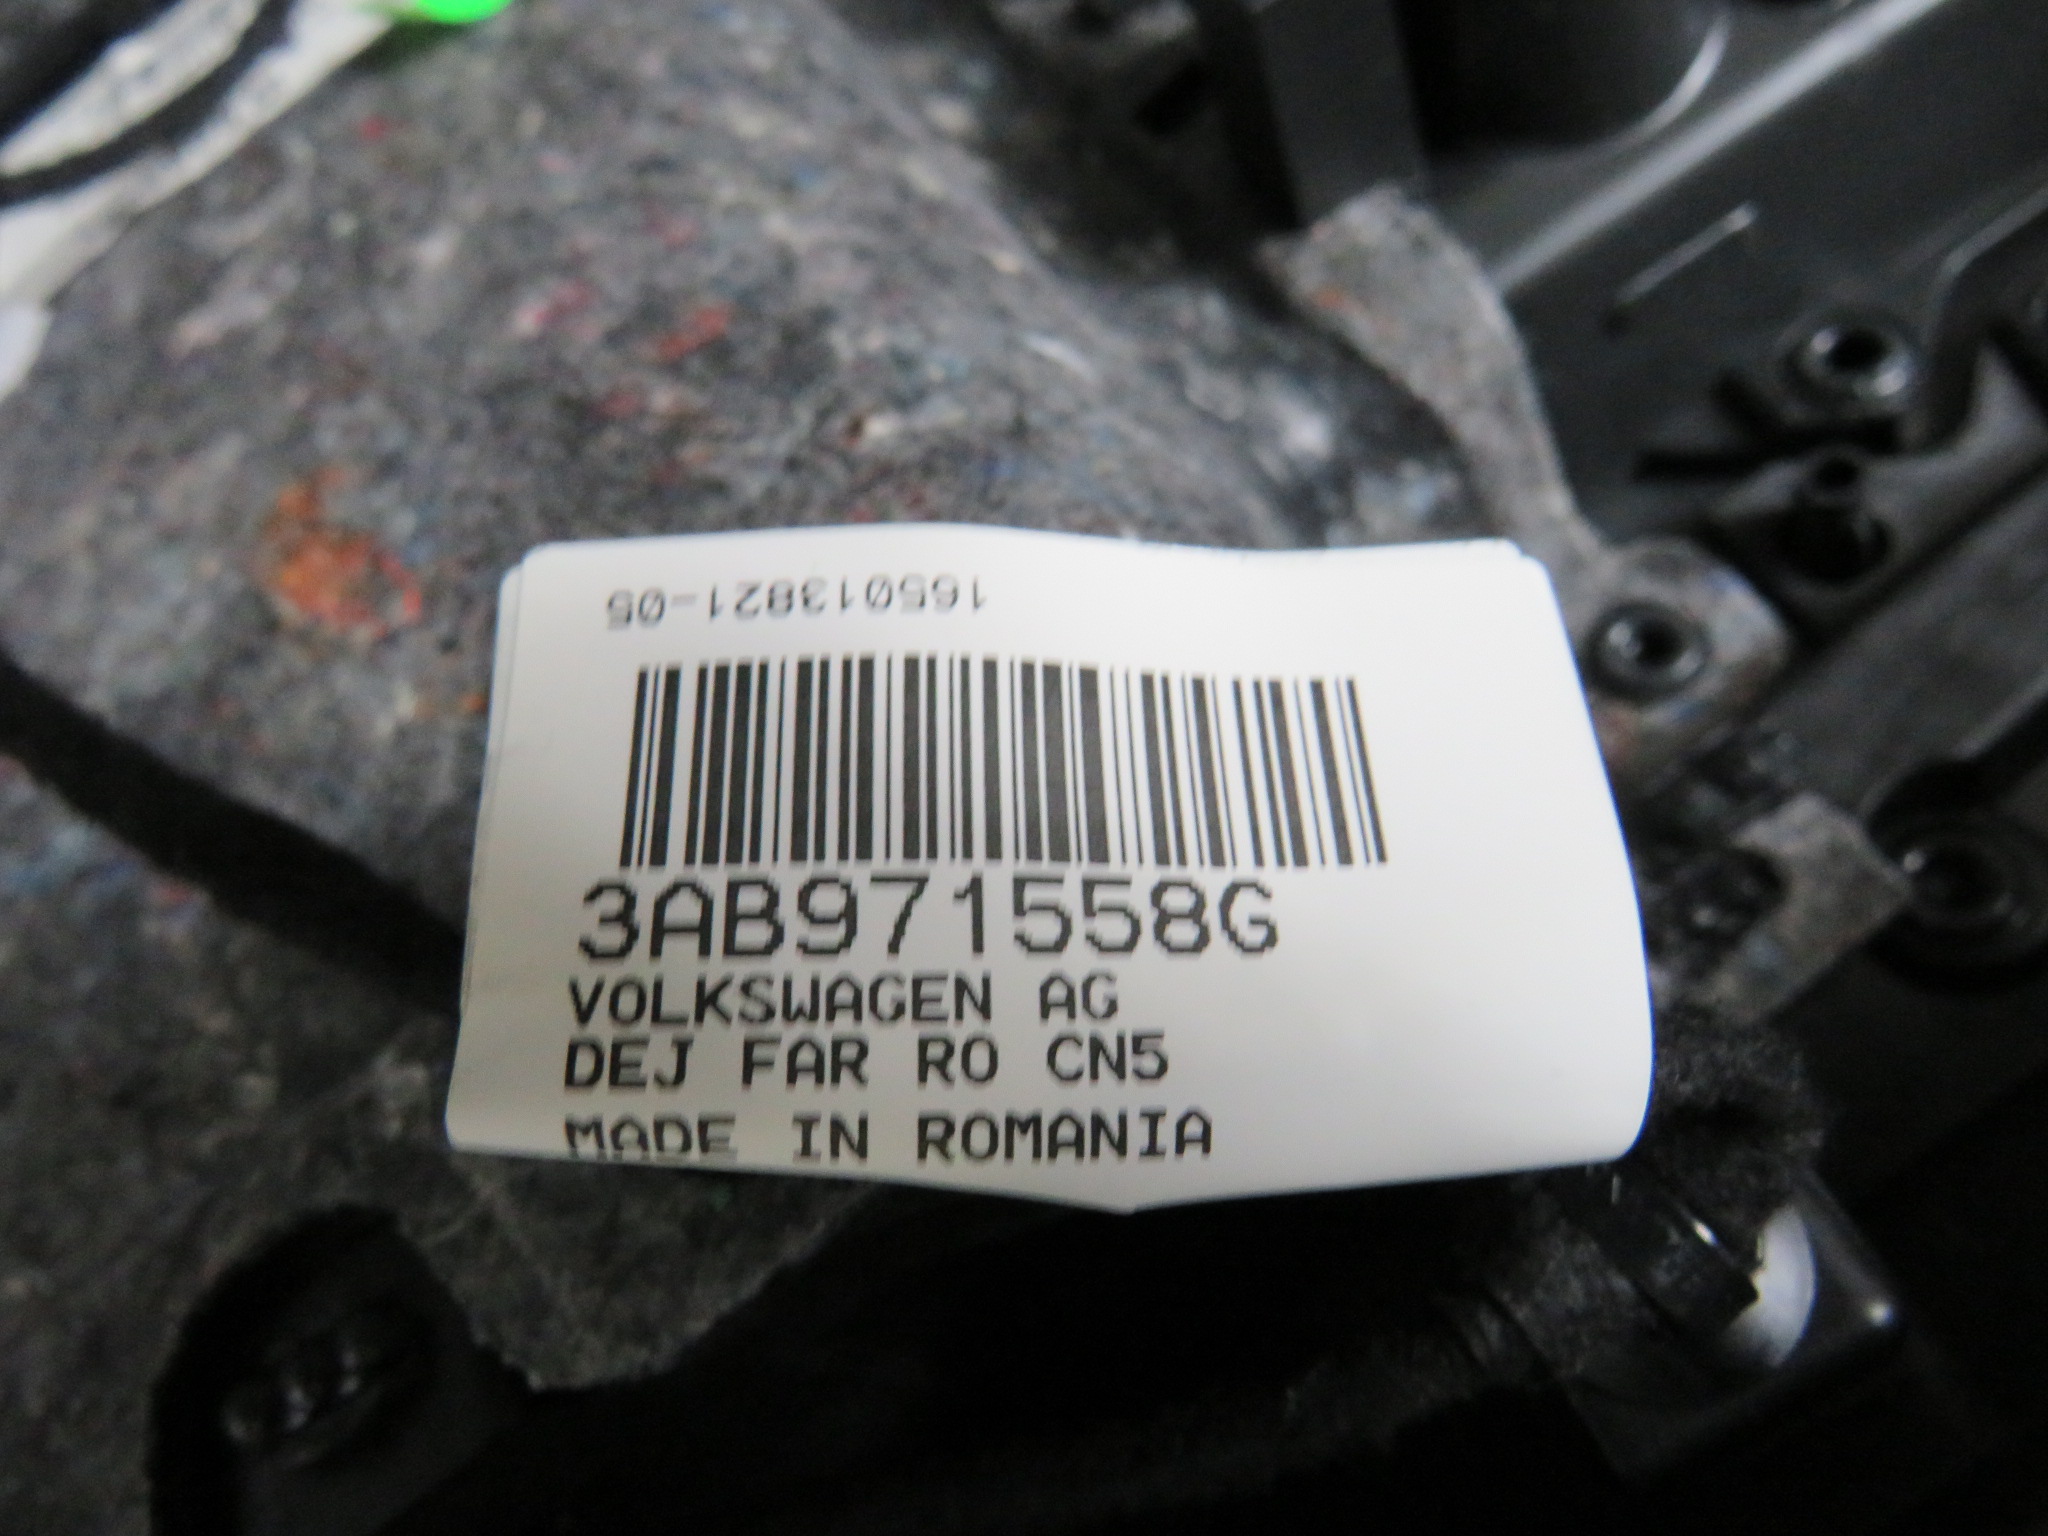 165013821-05
3AB971558G
VOLKSWAGEN AG
DEJ FAR RO CN5
MADE IN ROMANIA